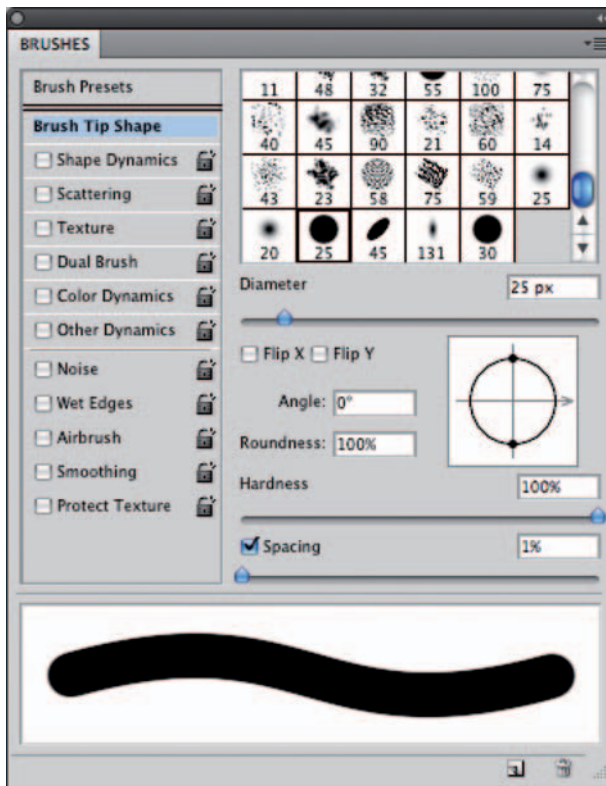 BRUSHES
Brush Presets
Brush Tip Shape
Shape Dynamics
Scattering
Texture
Dual Brush
Color Dynamics
Other Dynamics
Noise
Wet Edges
Airbrush
Smoothing
Protect Texture
11 48 32 55 100 75
40 45 90 21 60 14
43 23 58 75 59 25
20 25 45 131 30
Diameter 25 px
Flip X Flip Y
Angle: 0°
Roundness: 100%
Hardness 100%
Spacing 1%